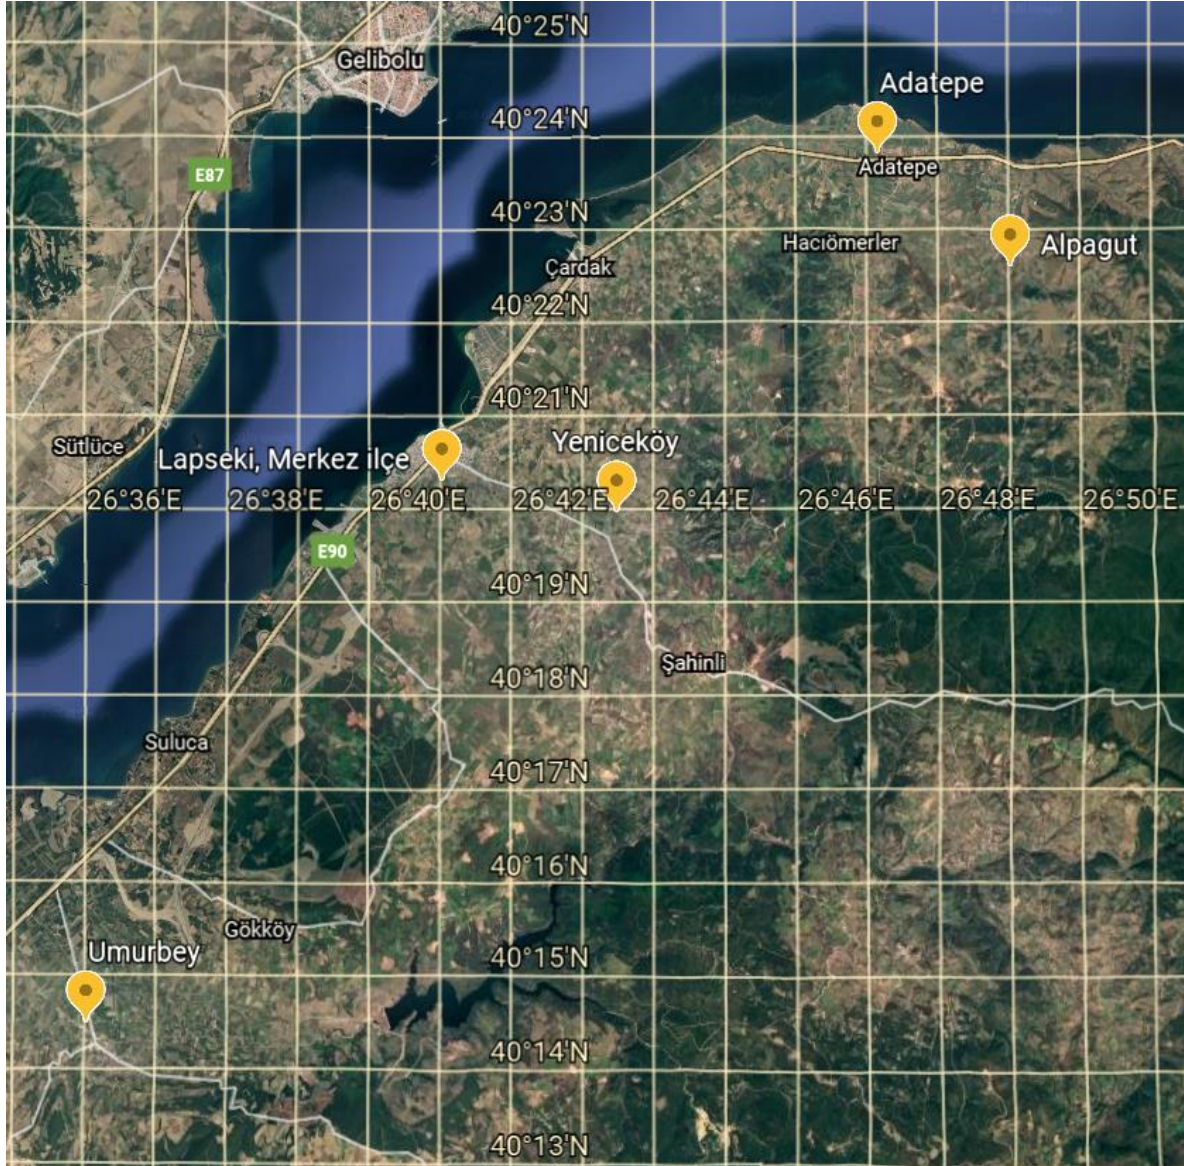 40°25'N
Gelibolu
Adatepe
40°24'N
E87
Adatepe
40°23'N
Hacıömerler
Alpagut
Çardak
40°22'N
40°21'N
Sütlüce
Lapseki, Merkez ilçe
Yeniceköy
26°36'E
26°38'E
26°40'E
26°42'E
26°44'E
26°46'E
26°48'E
26°50'E
E90
40°19'N
Şahinli
40°18'N
Suluca
40°17'N
40°16'N
Gökköy
Umurbey
40°15'N
40°14'N
40°13'N